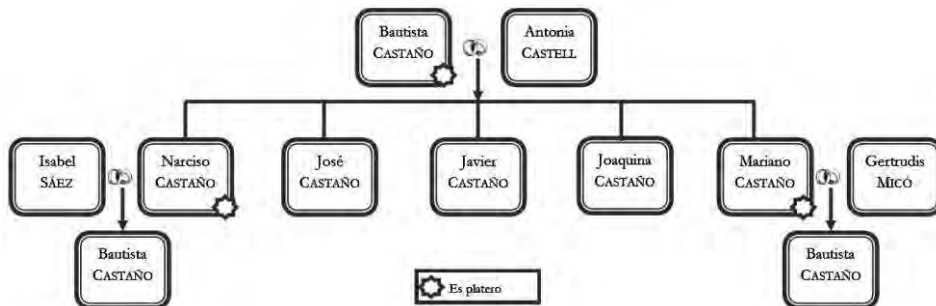 Bautista
CASTAÑO
Antonia
CASTELL
Isabel
SÁEZ
Narciso
CASTAÑO
José
CASTAÑO
Javier
CASTAÑO
Joaquina
CASTAÑO
Mariano
CASTAÑO
Gertrudis
MICÓ
Bautista
CASTAÑO
Bautista
CASTAÑO
Es platero